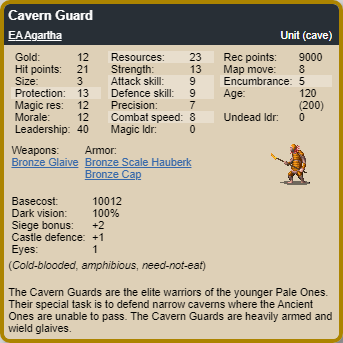 Cavern Guard
EA Agartha Unit (cave)
Gold: 12 Resources: 23 Rec points: 9000
Hit points: 21 Strength: 13 Map move: 8
Size: 3 Attack skill: 9 Encumbrance: 5
Protection: 13 Defence skill: 9 Age: 120
Magic res: 12 Precision: 7 (200)
Morale: 12 Combat speed: 8 Undead ldr: 0
Leadership: 40 Magic ldr: 0
Weapons: Armor:
Bronze Glaive Bronze Scale Hauberk
Bronze Cap
Basecost: 10012
Dark vision: 100%
Siege bonus: +2
Castle defence: +1
Eyes: 1
(Cold-blooded, amphibious, need-not-eat)
The Cavern Guards are the elite warriors of the younger Pale Ones.
Their special task is to defend narrow caverns where the Ancient
Ones are unable to pass. The Cavern Guards are heavily armed and
wield glaives.